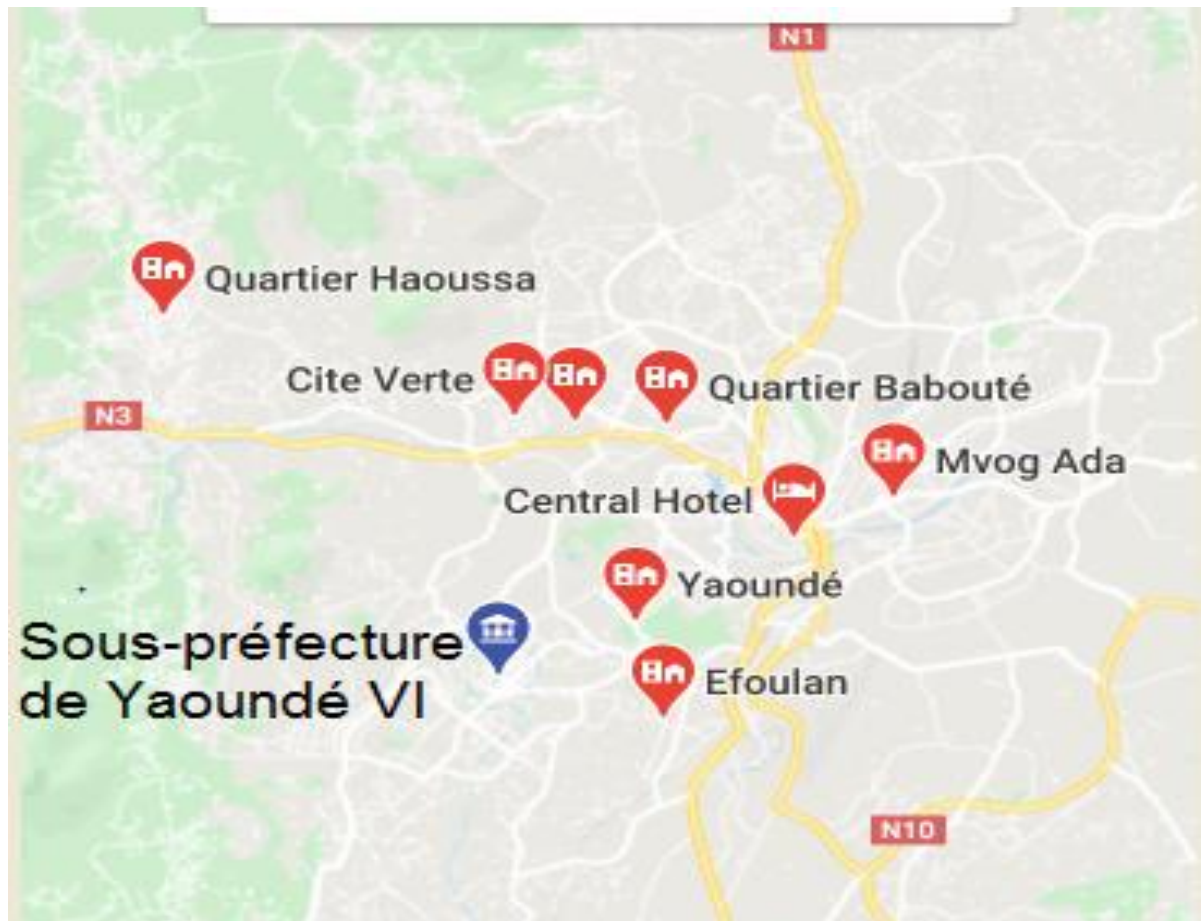 N1
Quartier Haoussa
Cite Verte
Quartier Babouté
N3
Mvog Ada
Central Hotel
Yaoundé
Sous-préfecture
de Yaoundé VI
Efoulan
N10